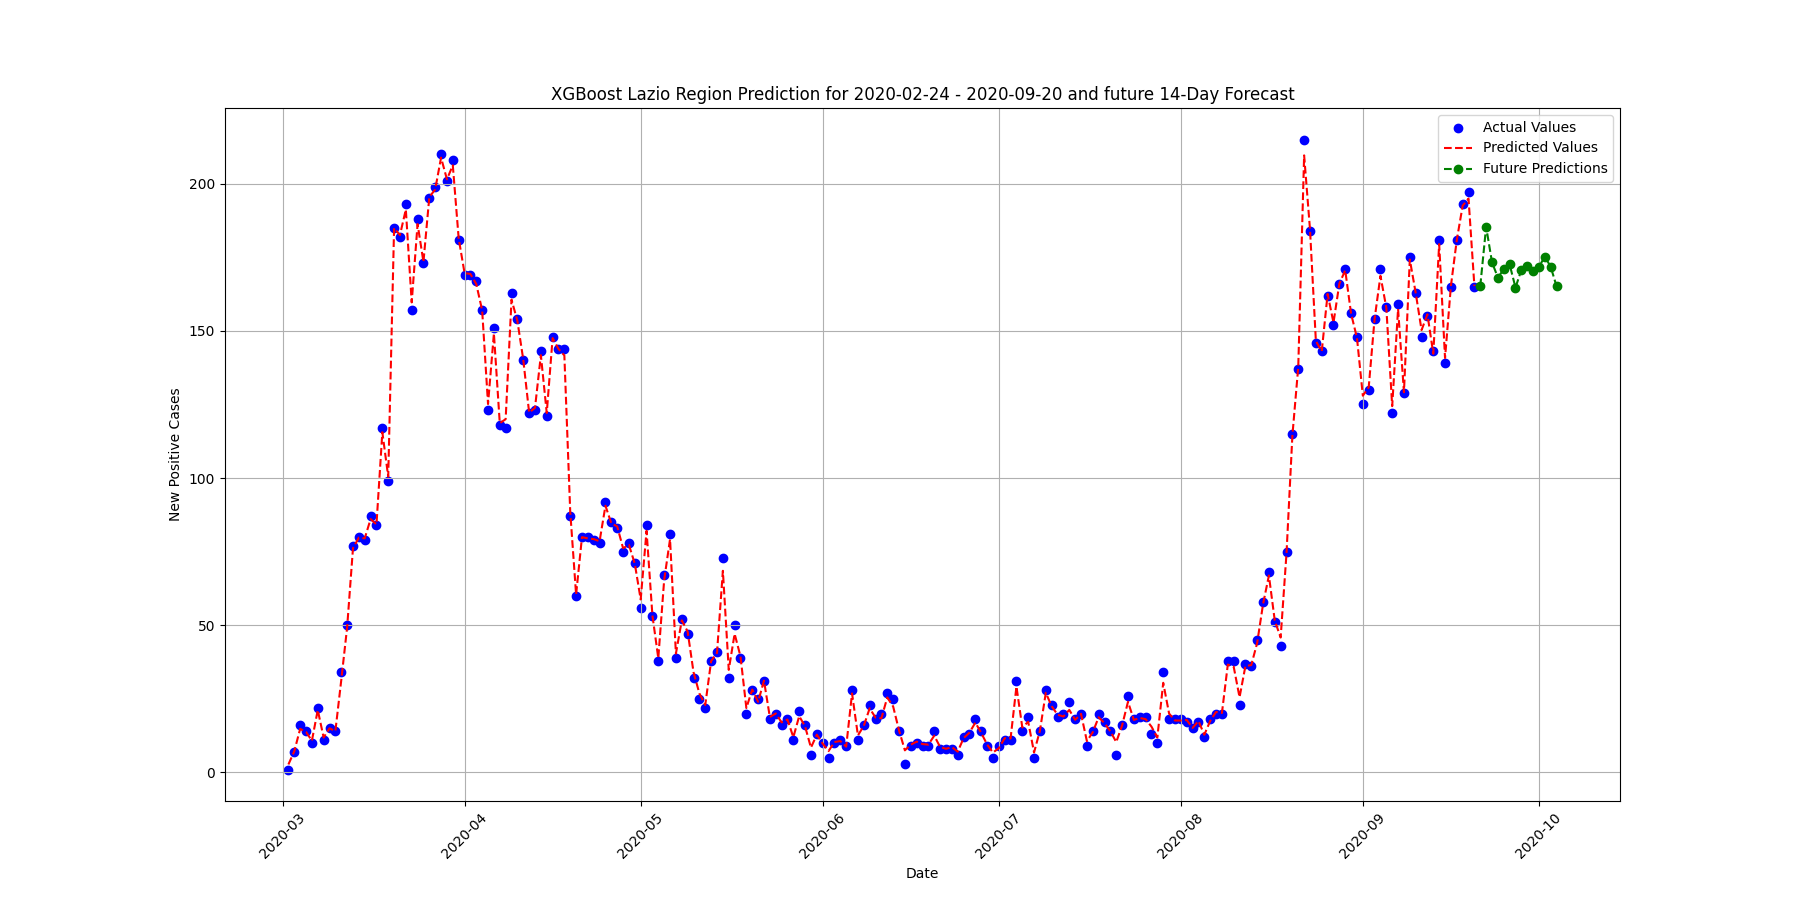 XGBoost Lazio Region Prediction for 2020-02-24 - 2020-09-20 and future 14-Day Forecast
Actual Values
Predicted Values
Future Predictions
New Positive Cases
200
150
100
50
0
2020-03
2020-04
2020-05
2020-06
2020-07
2020-08
2020-09
2020-10
Date